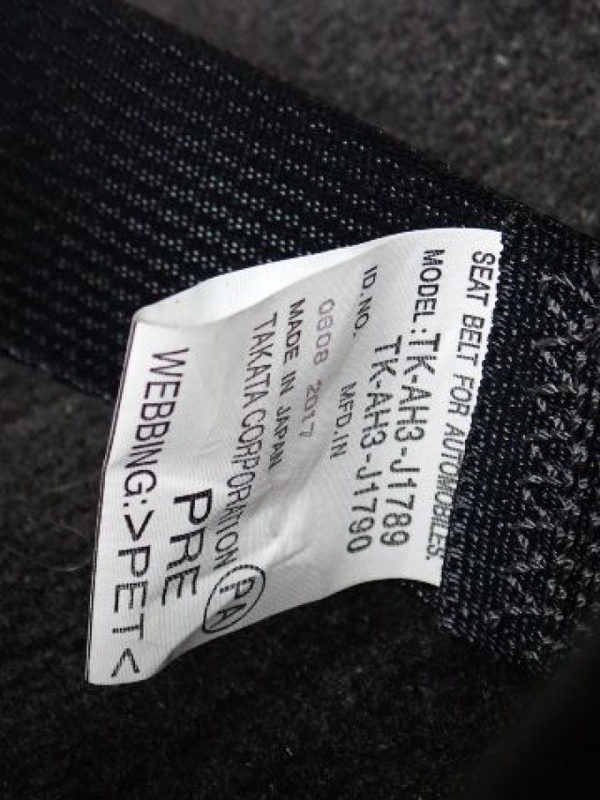 SEAT BELT FOR AUTOMOBILES.
MODEL:TK-AH3-J1789
TK-AH3-J1790
ID.NO. MFD.IN
0808 2017
MADE IN JAPAN
TAKATA CORPORATION PA
PRE
WEBBING:>PET<